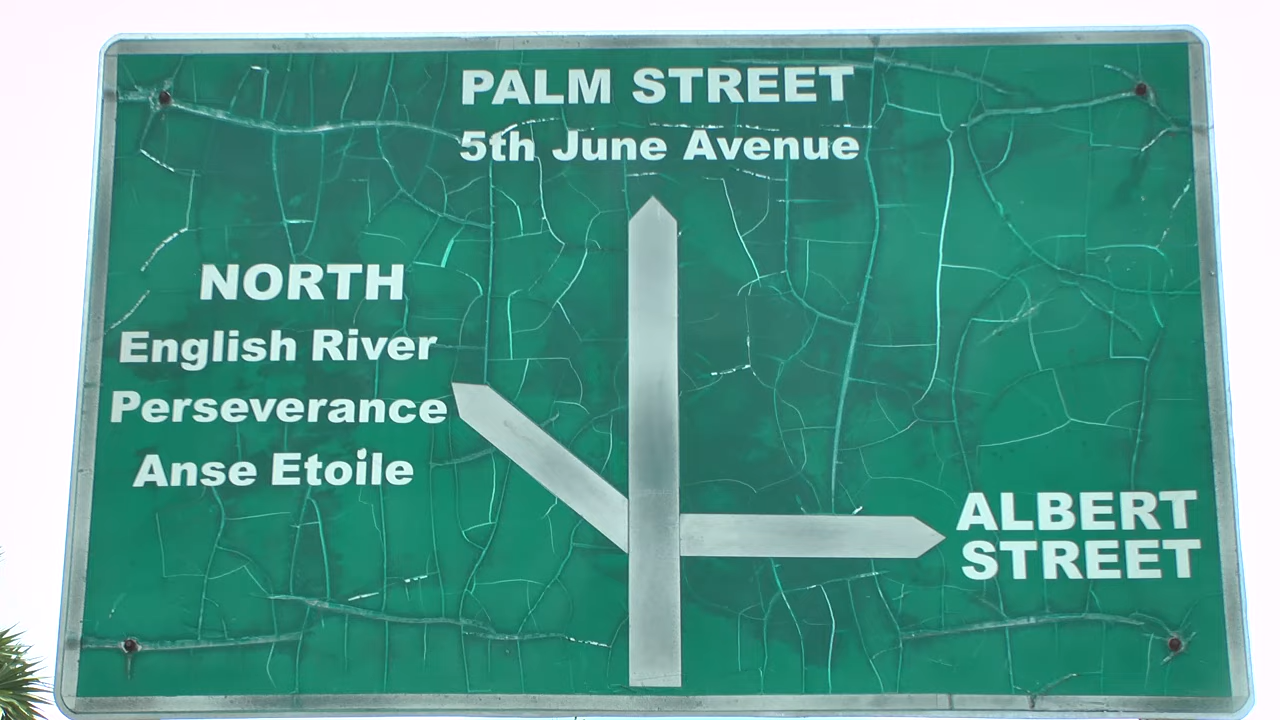 PALM STREET
5th June Avenue
NORTH
English River
Perseverance
Anse Etoile
ALBERT
STREET